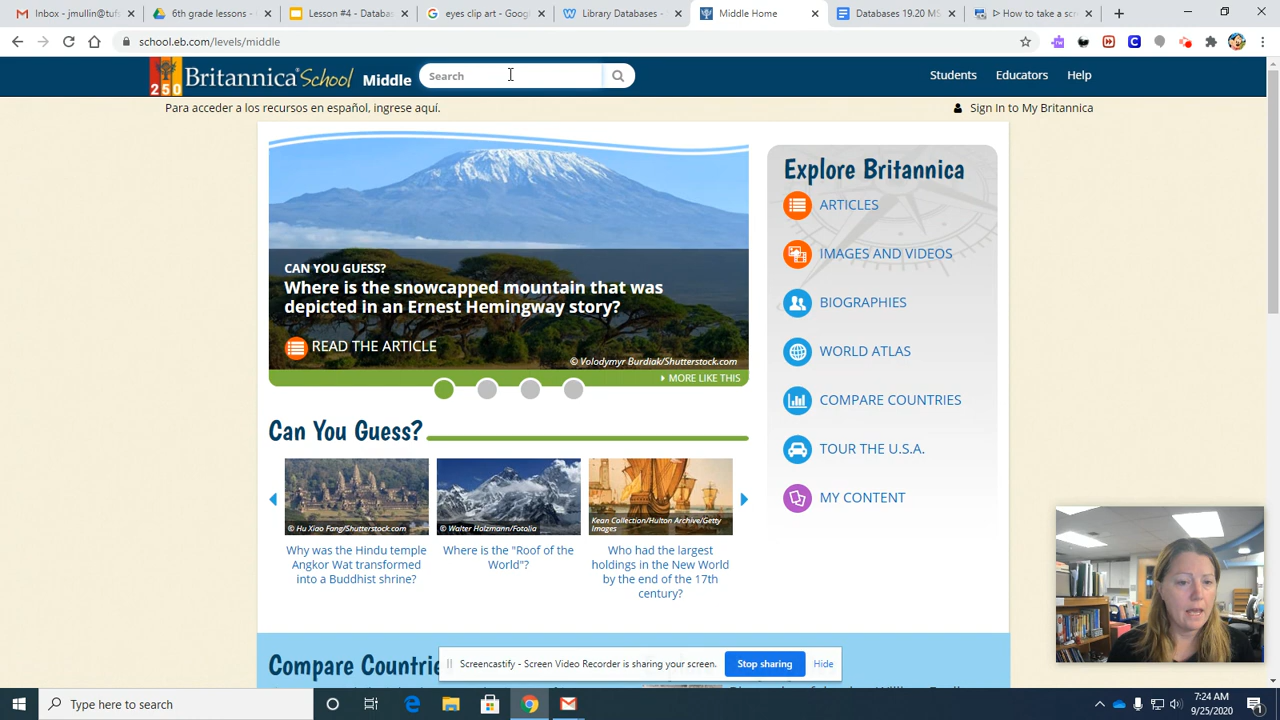 Inbox - jmullin@tuf
6th grade lessons - G
Lesson #4 - Databas
eyes clip art - Goog
Library Databases -
Middle Home
Databases 19.20 MS
How to take a scr
school.eb.com/levels/middle
250 Britannica School Middle
Search
Students
Educators
Help
Para acceder a los recursos en español, ingrese aquí.
Sign In to My Britannica
CAN YOU GUESS?
Where is the snowcapped mountain that was
depicted in an Ernest Hemingway story?
READ THE ARTICLE
© Volodymyr Burdiak/Shutterstock.com
MORE LIKE THIS
Explore Britannica
ARTICLES
IMAGES AND VIDEOS
BIOGRAPHIES
WORLD ATLAS
COMPARE COUNTRIES
TOUR THE U.S.A.
MY CONTENT
Can You Guess?
© Hu Xiao Fang/Shutterstock.com
© Walter Holzmann/Fotolia
Kean Collection/Hulton Archive/Getty
Images
Why was the Hindu temple
Angkor Wat transformed
into a Buddhist shrine?
Where is the "Roof of the
World"?
Who had the largest
holdings in the New World
by the end of the 17th
century?
Compare Countrie
Screencastify - Screen Video Recorder is sharing your screen.
Stop sharing
Hide
Type here to search
7:24 AM
9/25/2020